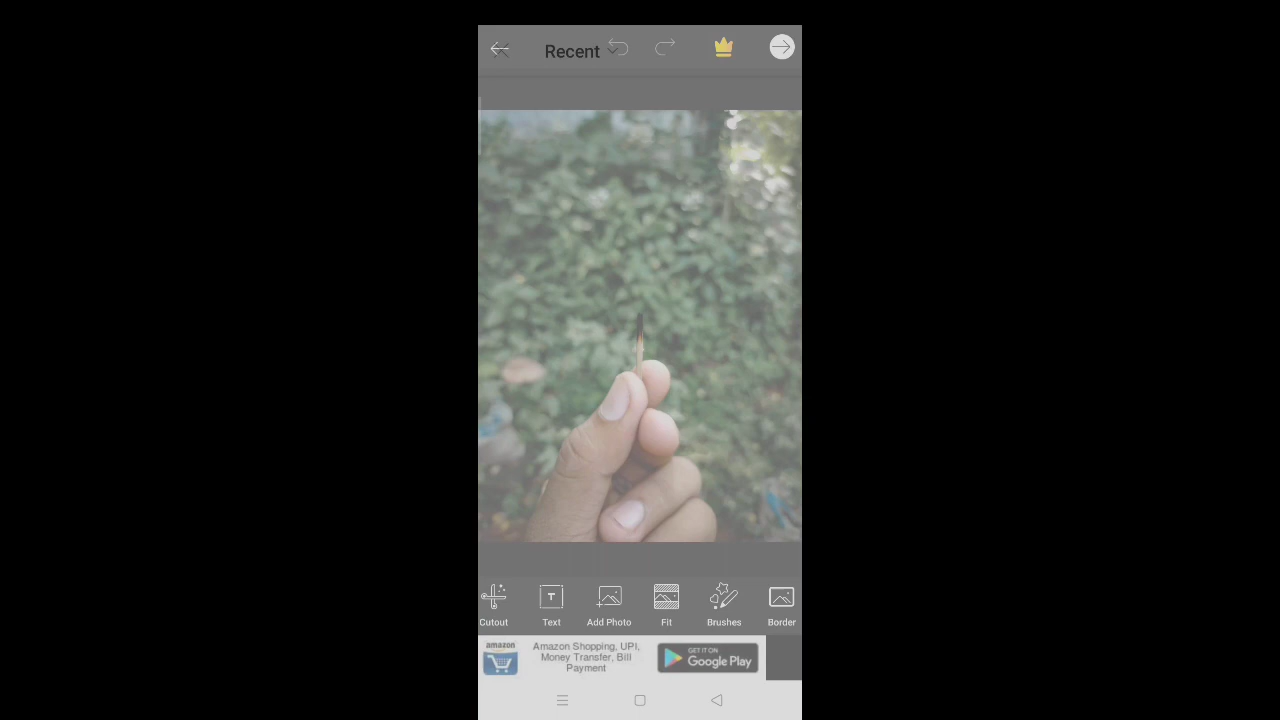 Recent
Cutout
Text
Add Photo
Fit
Brushes
Border
amazon
Amazon Shopping, UPI,
Money Transfer, Bill
Payment
GET IT ON
Google Play